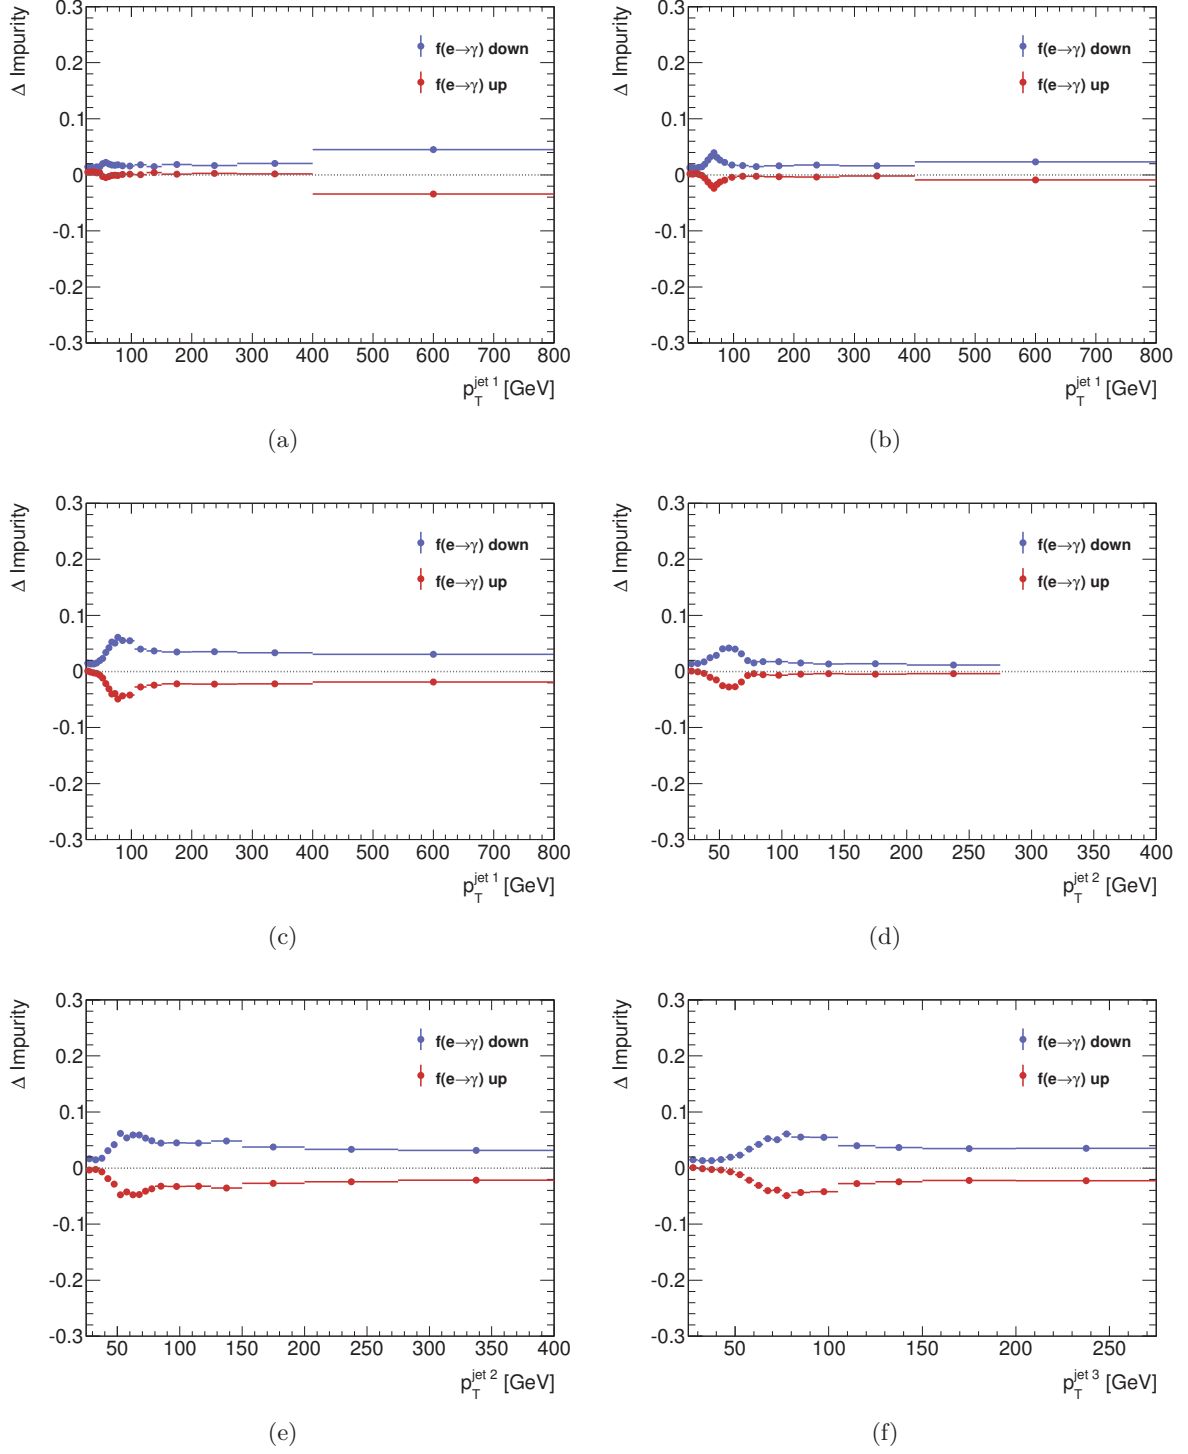 0.3
0.2
0.1
0
-0.1
-0.2
-0.3
Δ Impurity
f(e→γ) down
f(e→γ) up
100 200 300 400 500 600 700 800
p_T^jet 1 [GeV]
(a)
0.3
0.2
0.1
0
-0.1
-0.2
-0.3
Δ Impurity
f(e→γ) down
f(e→γ) up
100 200 300 400 500 600 700 800
p_T^jet 1 [GeV]
(b)
0.3
0.2
0.1
0
-0.1
-0.2
-0.3
Δ Impurity
f(e→γ) down
f(e→γ) up
100 200 300 400 500 600 700 800
p_T^jet 1 [GeV]
(c)
0.3
0.2
0.1
0
-0.1
-0.2
-0.3
Δ Impurity
f(e→γ) down
f(e→γ) up
50 100 150 200 250 300 350 400
p_T^jet 2 [GeV]
(d)
0.3
0.2
0.1
0
-0.1
-0.2
-0.3
Δ Impurity
f(e→γ) down
f(e→γ) up
50 100 150 200 250 300 350 400
p_T^jet 2 [GeV]
(e)
0.3
0.2
0.1
0
-0.1
-0.2
-0.3
Δ Impurity
f(e→γ) down
f(e→γ) up
50 100 150 200 250
p_T^jet 3 [GeV]
(f)